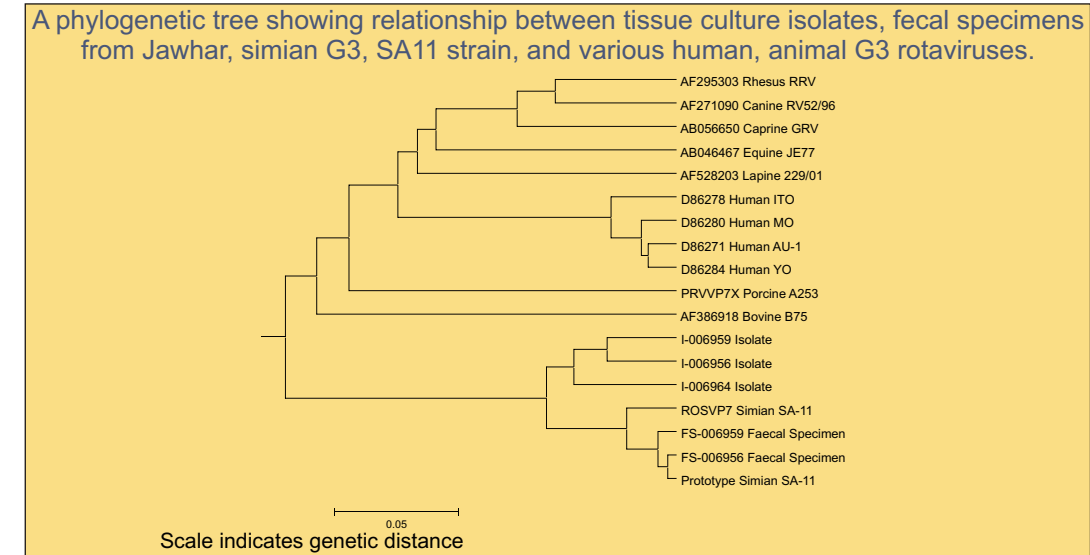 A phylogenetic tree showing relationship between tissue culture isolates, fecal specimens
from Jawhar, simian G3, SA11 strain, and various human, animal G3 rotaviruses.
AF295303 Rhesus RRV
AF271090 Canine RV52/96
AB056650 Caprine GRV
AB046467 Equine JE77
AF528203 Lapine 229/01
D86278 Human ITO
D86280 Human MO
D86271 Human AU-1
D86284 Human YO
PRVVP7X Porcine A253
AF386918 Bovine B75
I-006959 Isolate
I-006956 Isolate
I-006964 Isolate
ROSVP7 Simian SA-11
FS-006959 Faecal Specimen
FS-006956 Faecal Specimen
Prototype Simian SA-11
0.05
Scale indicates genetic distance